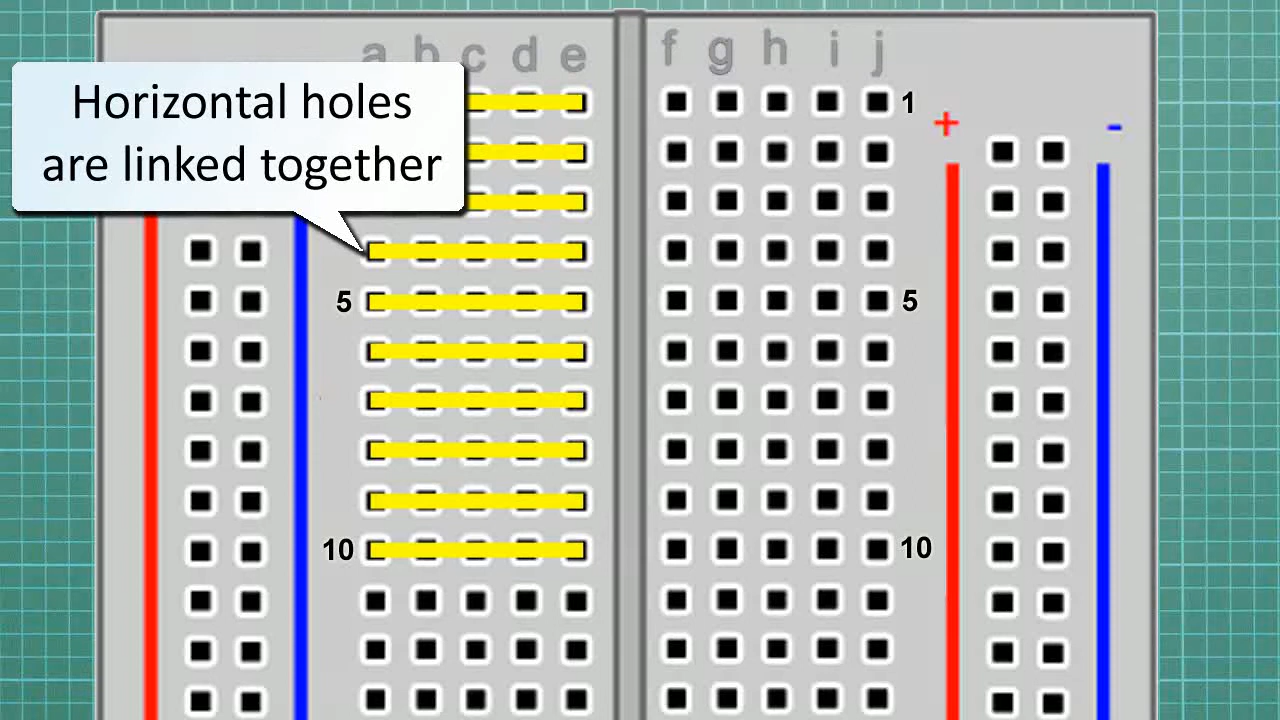 a b c d e f g h i j
Horizontal holes
are linked together
1
+ -
5 5
10 10